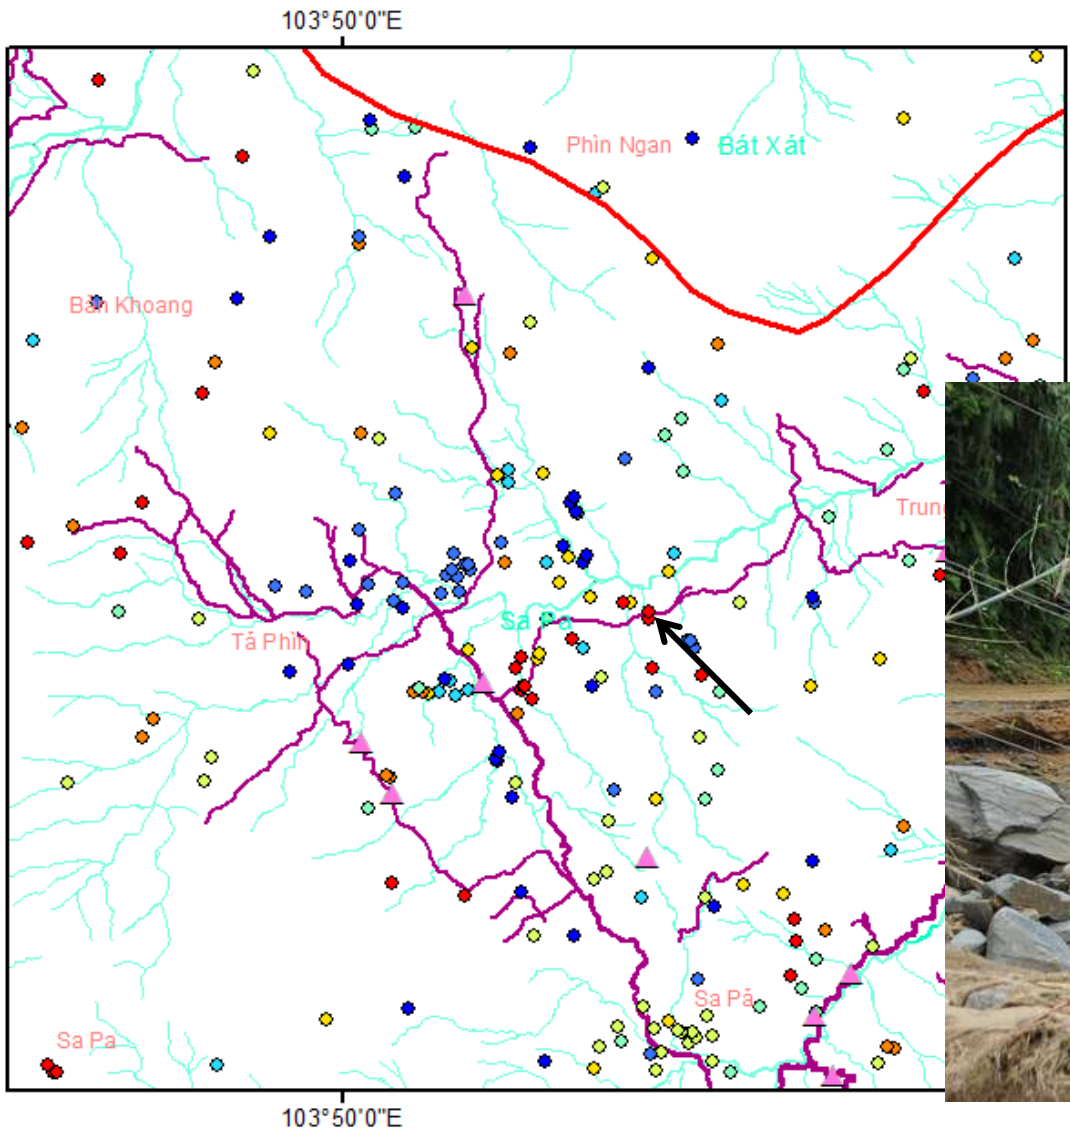 103°50'0"E
Phìn Ngan
Bát Xát
Bản Khoang
Trung
Sa Pa
Tả Phìn
Sa Pả
Sa Pa
103°50'0"E